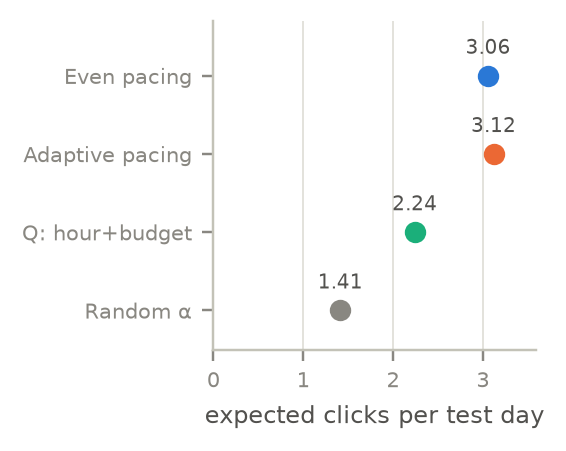 3.06
Even pacing
3.12
Adaptive pacing
2.24
Q: hour+budget
1.41
Random α
0 1 2 3
expected clicks per test day